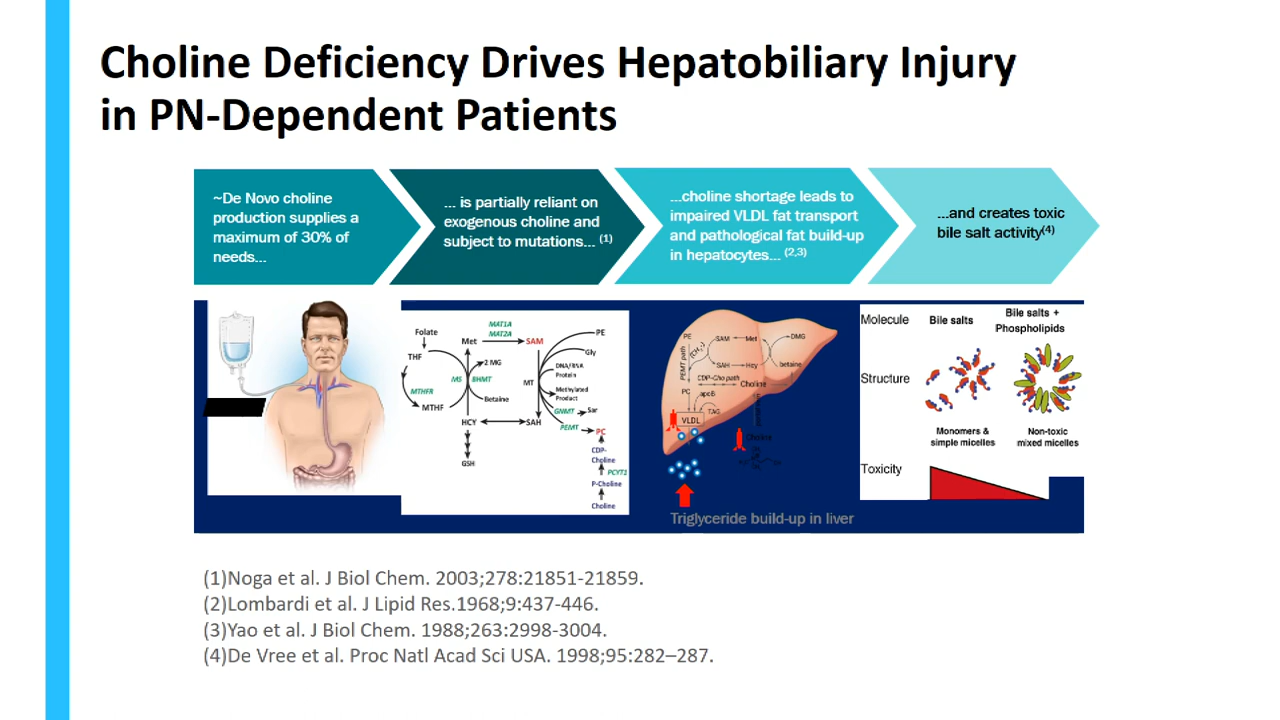 Choline Deficiency Drives Hepatobiliary Injury
in PN-Dependent Patients
~De Novo choline
production supplies a
maximum of 30% of
needs...
... is partially reliant on
exogenous choline and
subject to mutations... (1)
...choline shortage leads to
impaired VLDL fat transport
and pathological fat build-up
in hepatocytes... (2,3)
...and creates toxic
bile salt activity(4)
Folate
THF
MTHFR
MTHF
Met
MAT1A
MAT2A
SAM
PE
Gly
2 MG
DNA/RNA
Protein
MS
BHMT
MT
Methylated
Product
Betaine
GNMT
Sar
HCY
SAH
PEMT
PC
GSH
CDP-
Choline
PCYT1
P-Choline
Choline
PE
SAM
Met
DMG
PEMT path
(CH3)
SAH
Hcy
betaine
CDP-Cho path
PC
Choline
apoB
TAG
VLDL
Choline
Triglyceride build-up in liver
Molecule
Bile salts
Bile salts +
Phospholipids
Structure
Monomers &
simple micelles
Non-toxic
mixed micelles
Toxicity
(1)Noga et al. J Biol Chem. 2003;278:21851-21859.
(2)Lombardi et al. J Lipid Res.1968;9:437-446.
(3)Yao et al. J Biol Chem. 1988;263:2998-3004.
(4)De Vree et al. Proc Natl Acad Sci USA. 1998;95:282–287.